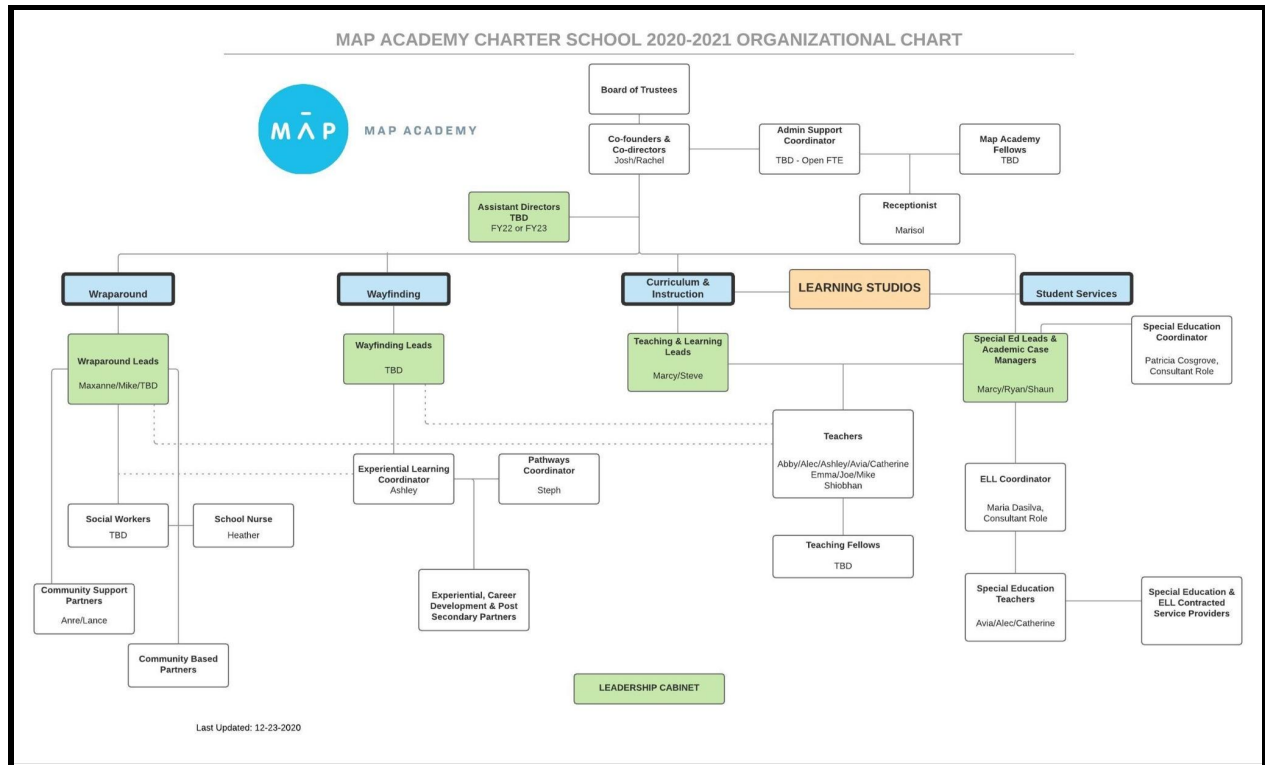 MAP ACADEMY CHARTER SCHOOL 2020-2021 ORGANIZATIONAL CHART
MĀP
MAP ACADEMY
Board of Trustees
Co-founders &
Co-directors
Josh/Rachel
Admin Support
Coordinator
TBD - Open FTE
Map Academy
Fellows
TBD
Receptionist
Marisol
Assistant Directors
TBD
FY22 or FY23
Wraparound
Wayfinding
Curriculum &
Instruction
LEARNING STUDIOS
Student Services
Wraparound Leads
Maxanne/Mike/TBD
Wayfinding Leads
TBD
Teaching & Learning
Leads
Marcy/Steve
Special Ed Leads &
Academic Case
Managers
Marcy/Ryan/Shaun
Special Education
Coordinator
Patricia Cosgrove,
Consultant Role
Teachers
Abby/Alec/Ashley/Avia/Catherine
Emma/Joe/Mike
Shiobhan
Experiential Learning
Coordinator
Ashley
Pathways
Coordinator
Steph
ELL Coordinator
Maria Dasilva,
Consultant Role
Social Workers
TBD
School Nurse
Heather
Teaching Fellows
TBD
Community Support
Partners
Anre/Lance
Experiential, Career
Development & Post
Secondary Partners
Special Education
Teachers
Avia/Alec/Catherine
Special Education &
ELL Contracted
Service Providers
Community Based
Partners
LEADERSHIP CABINET
Last Updated: 12-23-2020